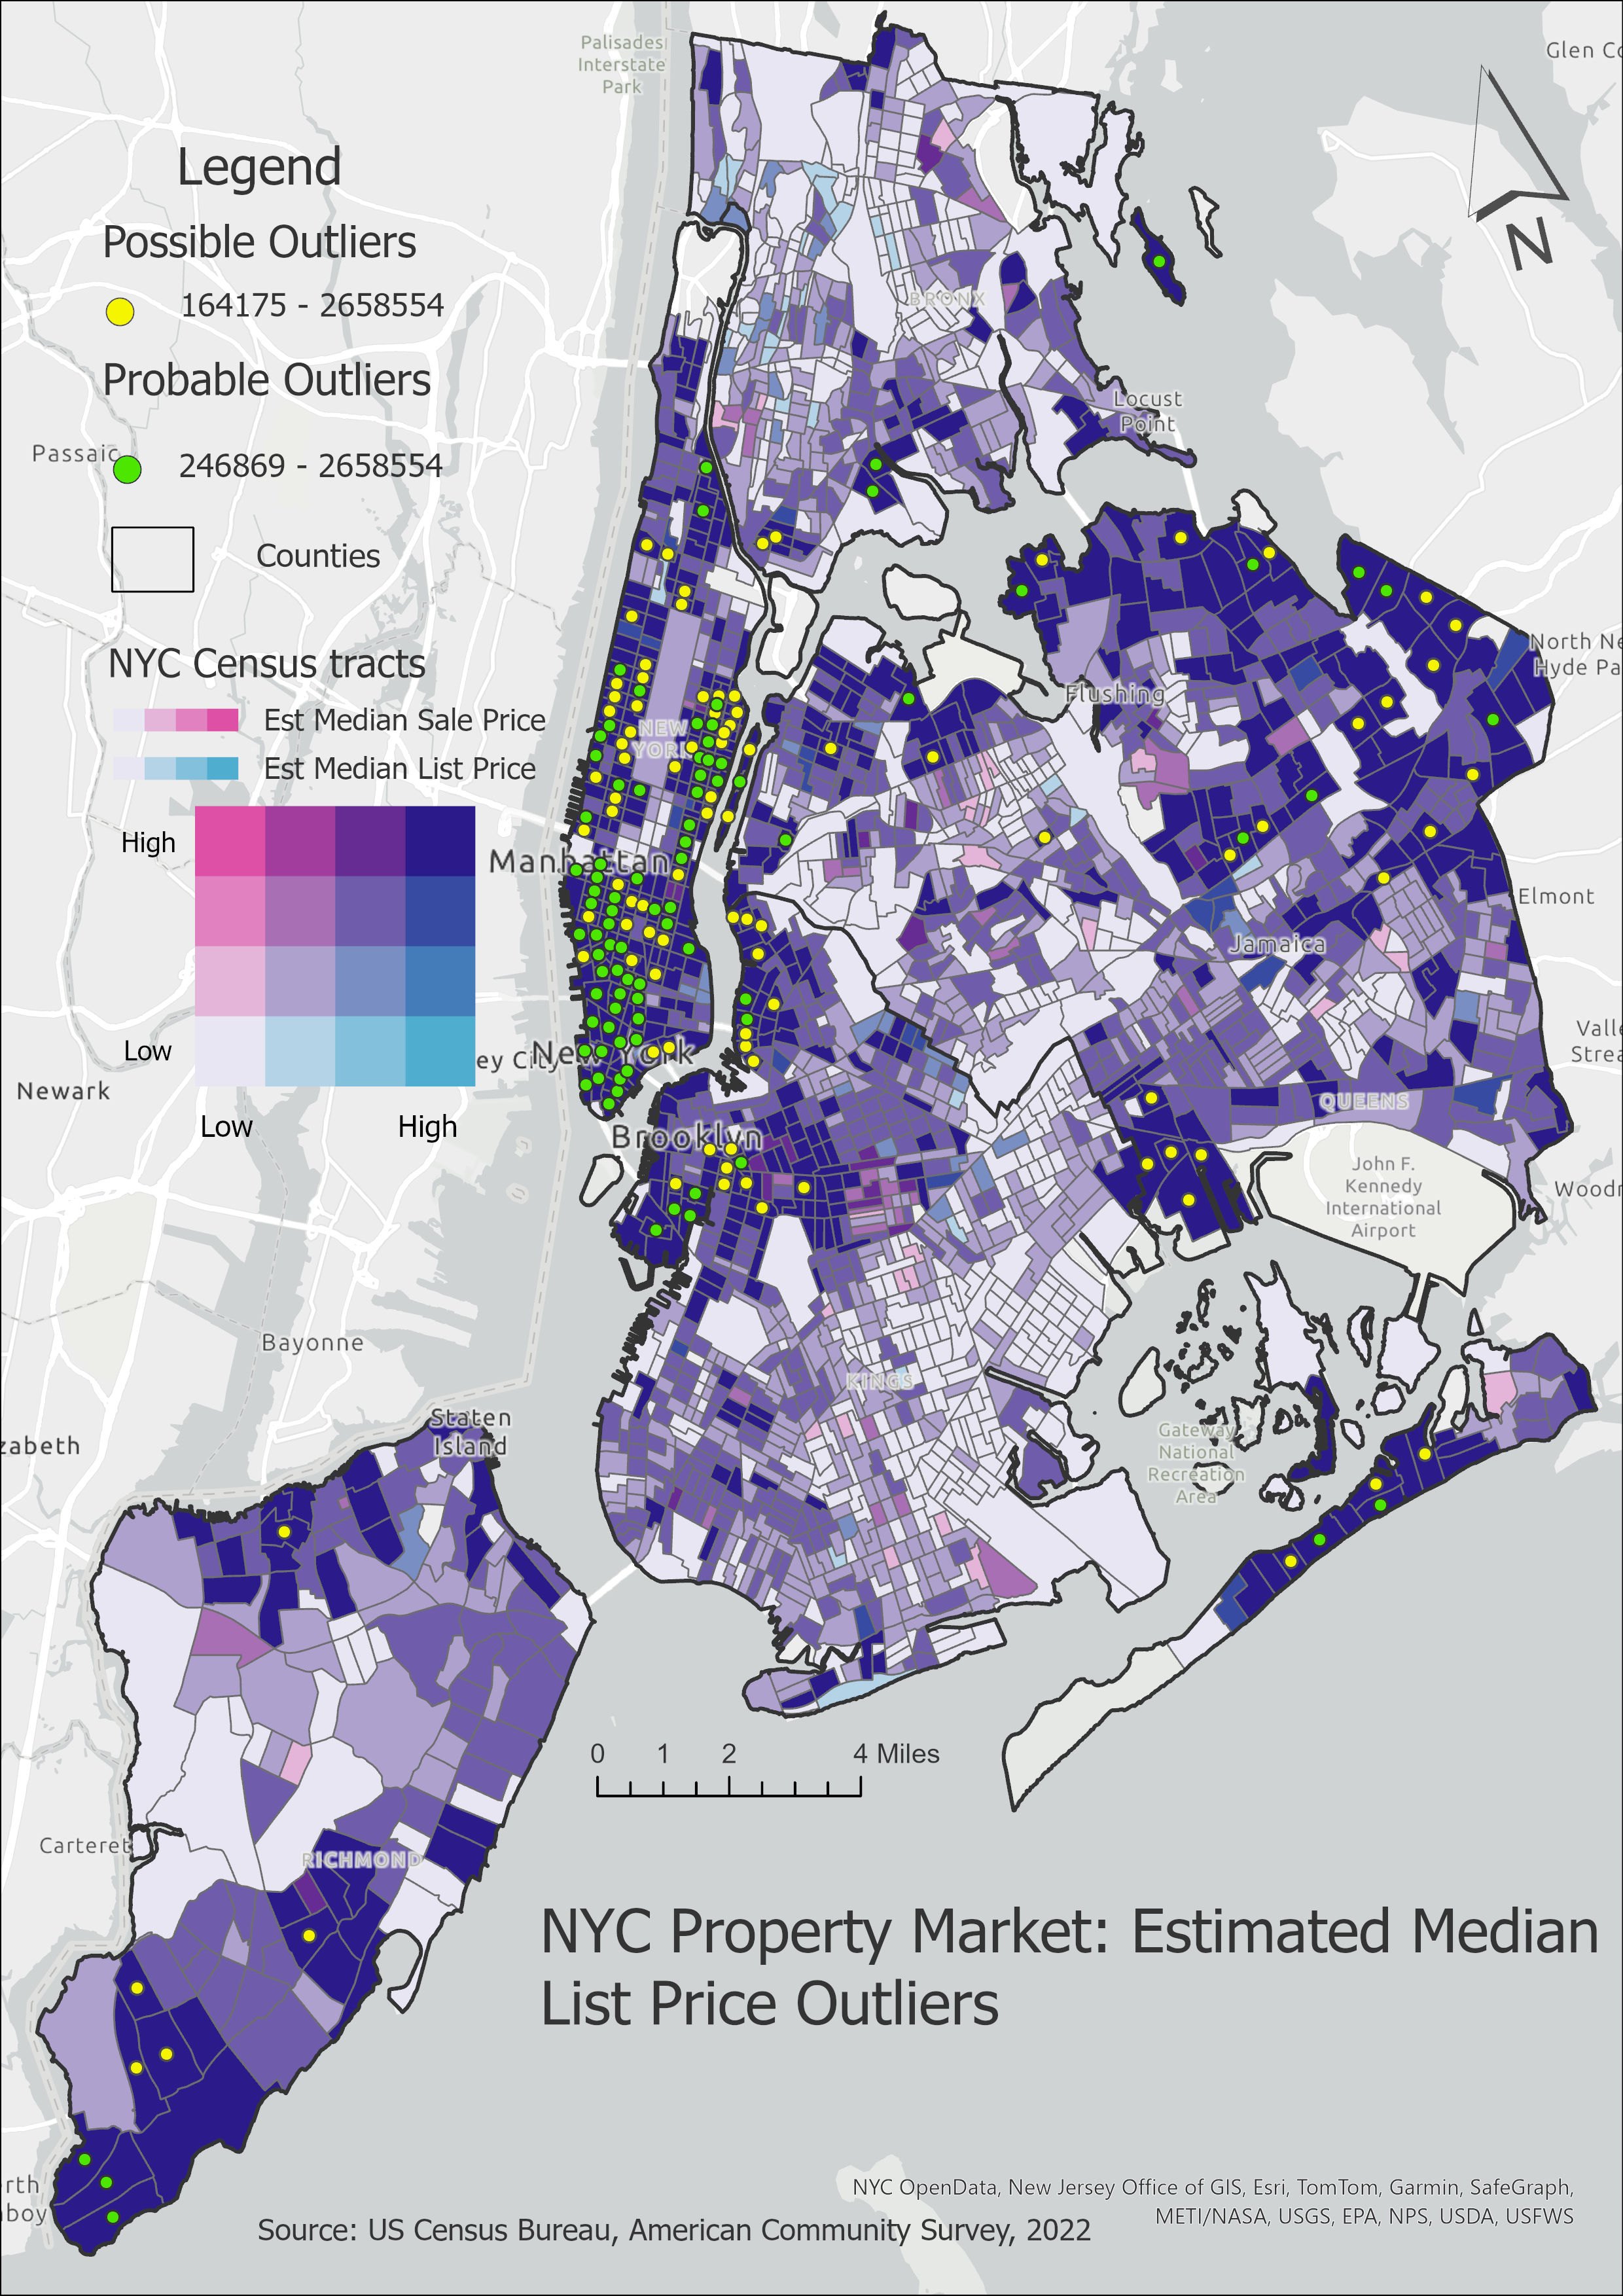 Palisades
Interstate
Park
Glen Co
N
Legend
Possible Outliers
164175 - 2658554
Probable Outliers
246869 - 2658554
Counties
NYC Census tracts
Est Median Sale Price
Est Median List Price
High
Low
Low
High
Passaic
BRONX
Locust
Point
Flushing
North Ne
Hyde Pa
NEW
YORK
Manhattan
Elmont
Jamaica
Newark
ey City
New York
Valle
Strea
QUEENS
Brooklyn
John F.
Kennedy
International
Airport
Woodm
Bayonne
KINGS
Staten
Island
zabeth
Gateway
National
Recreation
Area
0 1 2 4 Miles
Carteret
RICHMOND
NYC Property Market: Estimated Median
List Price Outliers
rth
boy
NYC OpenData, New Jersey Office of GIS, Esri, TomTom, Garmin, SafeGraph,
METI/NASA, USGS, EPA, NPS, USDA, USFWS
Source: US Census Bureau, American Community Survey, 2022